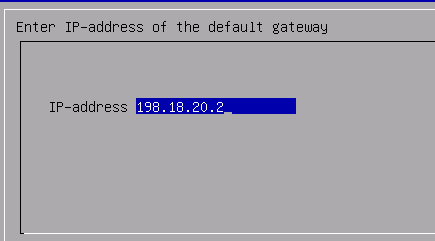 Enter IP-address of the default gateway
IP-address 198.18.20.2_